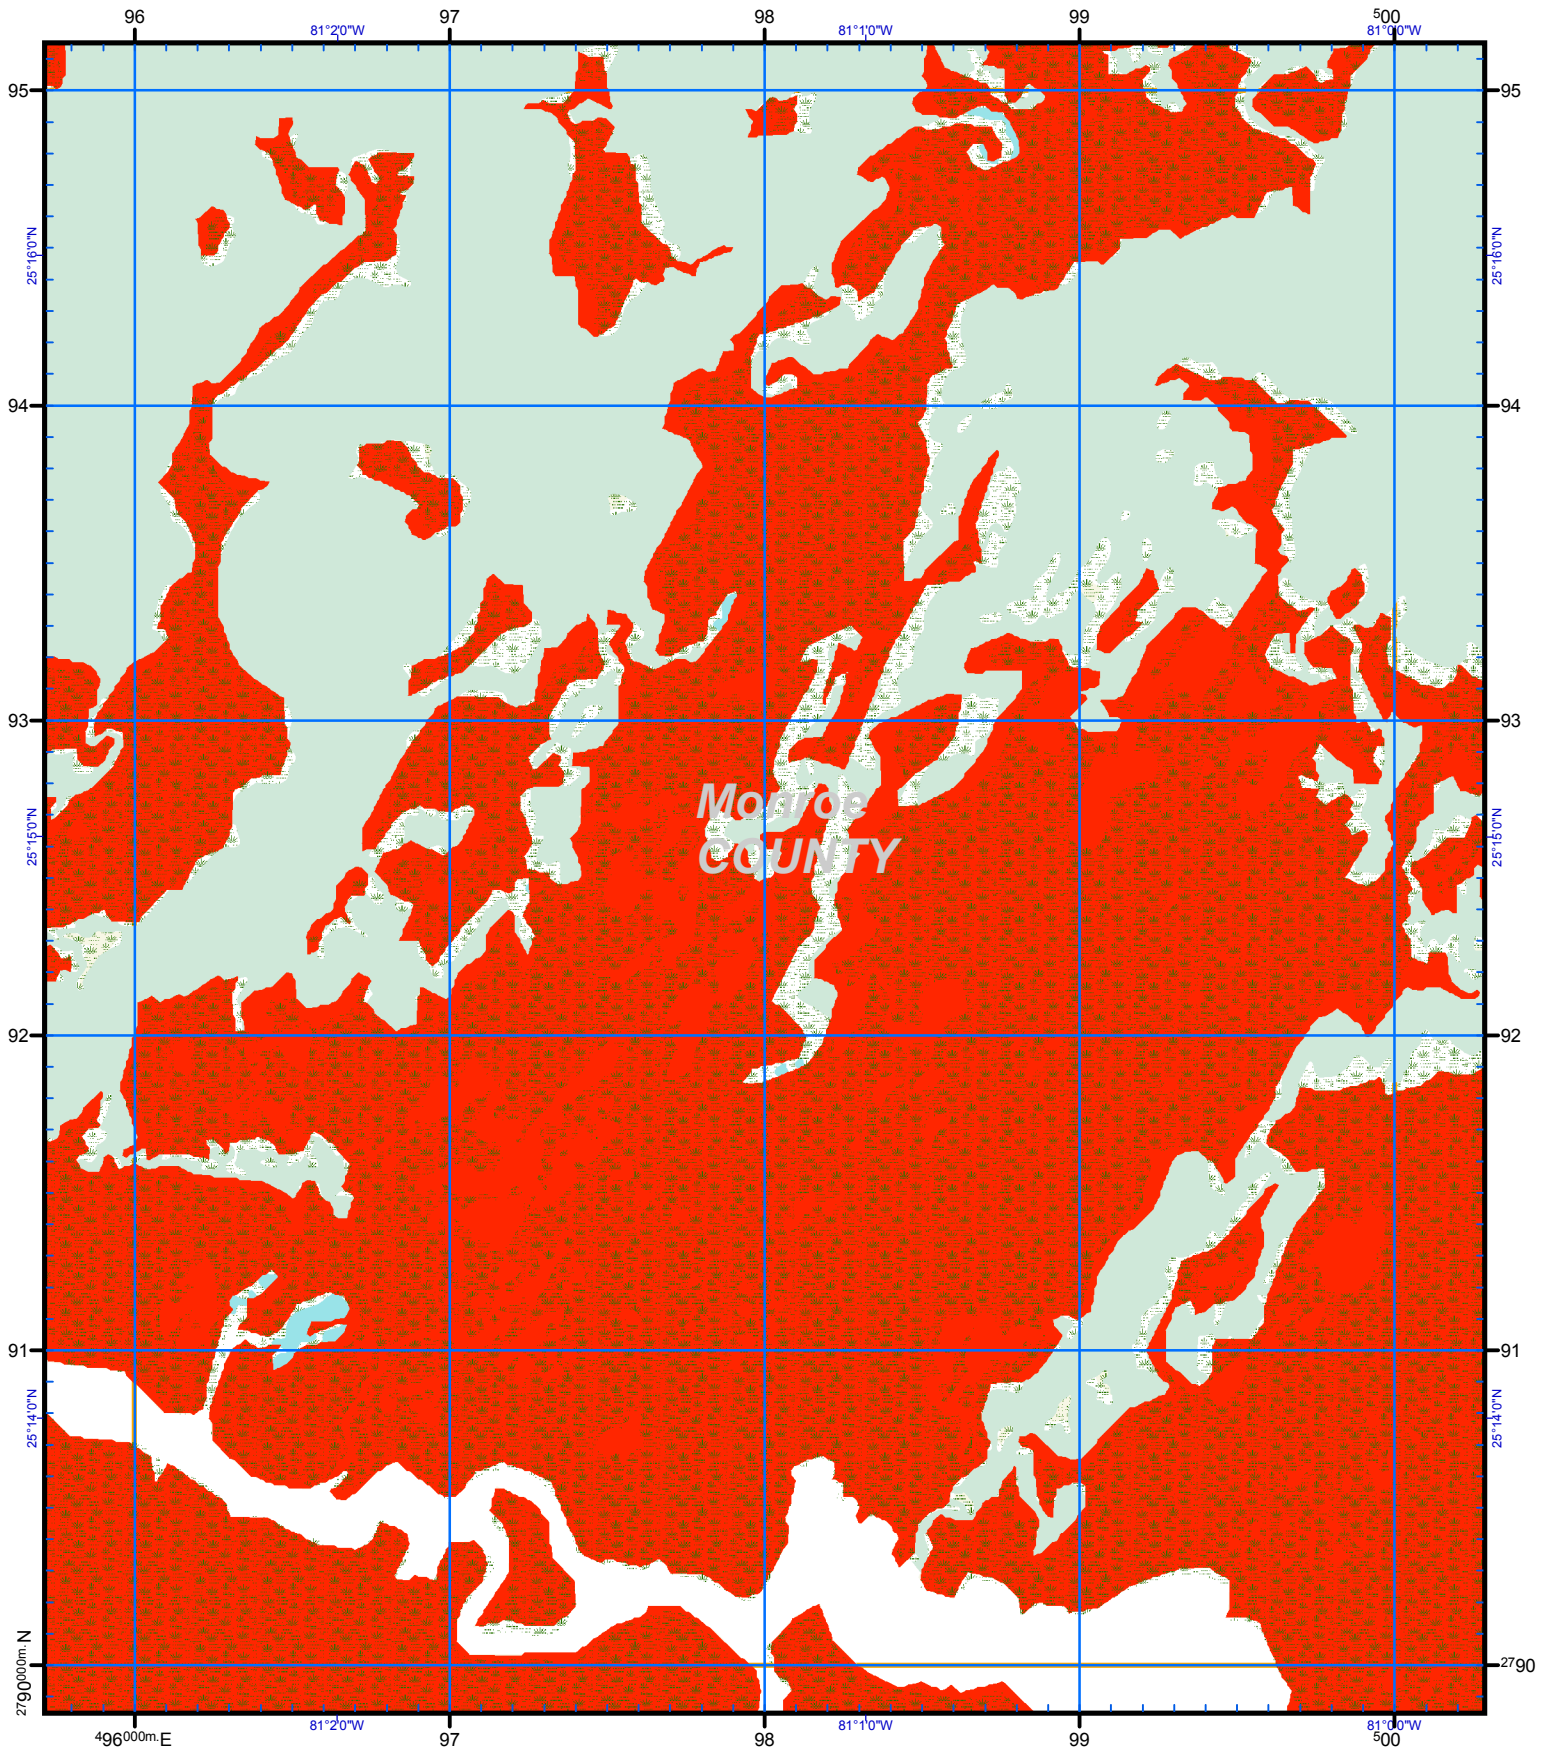 96 97 98 99 ⁵00
81°2'0"W 81°1'0"W 81°0'0"W
95 95
25°16'0"N 25°16'0"N
94 94
93 93
Monroe
COUNTY
25°15'0"N 25°15'0"N
92 92
91 91
25°14'0"N 25°14'0"N
²⁷90⁰⁰⁰ᵐ· N ²⁷90
81°2'0"W 81°1'0"W 81°0'0"W
⁴96⁰⁰⁰ᵐ· E 97 98 99 ⁵00